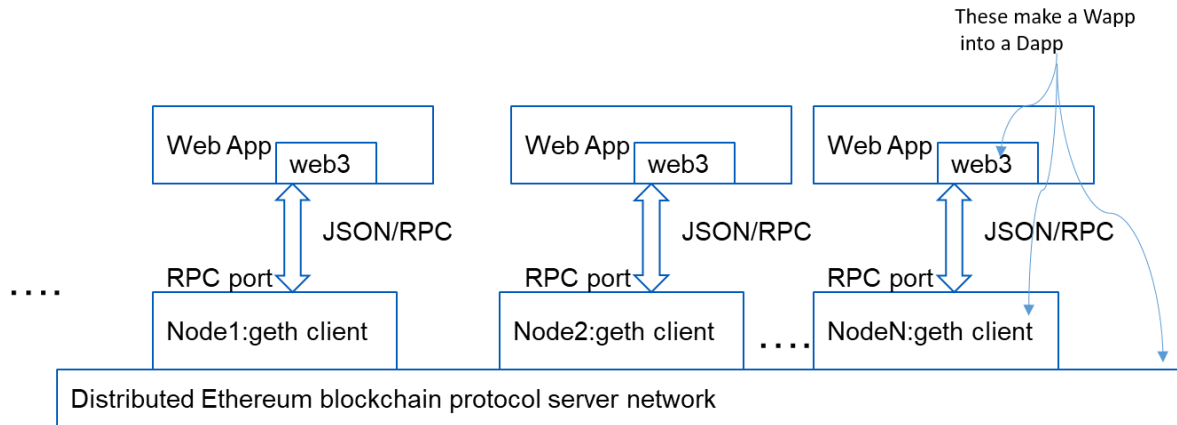 These make a Wapp
into a Dapp
Web App
web3
Web App
web3
Web App
web3
JSON/RPC
JSON/RPC
JSON/RPC
RPC port
RPC port
RPC port
....
Node1:geth client
Node2:geth client
....
NodeN:geth client
Distributed Ethereum blockchain protocol server network